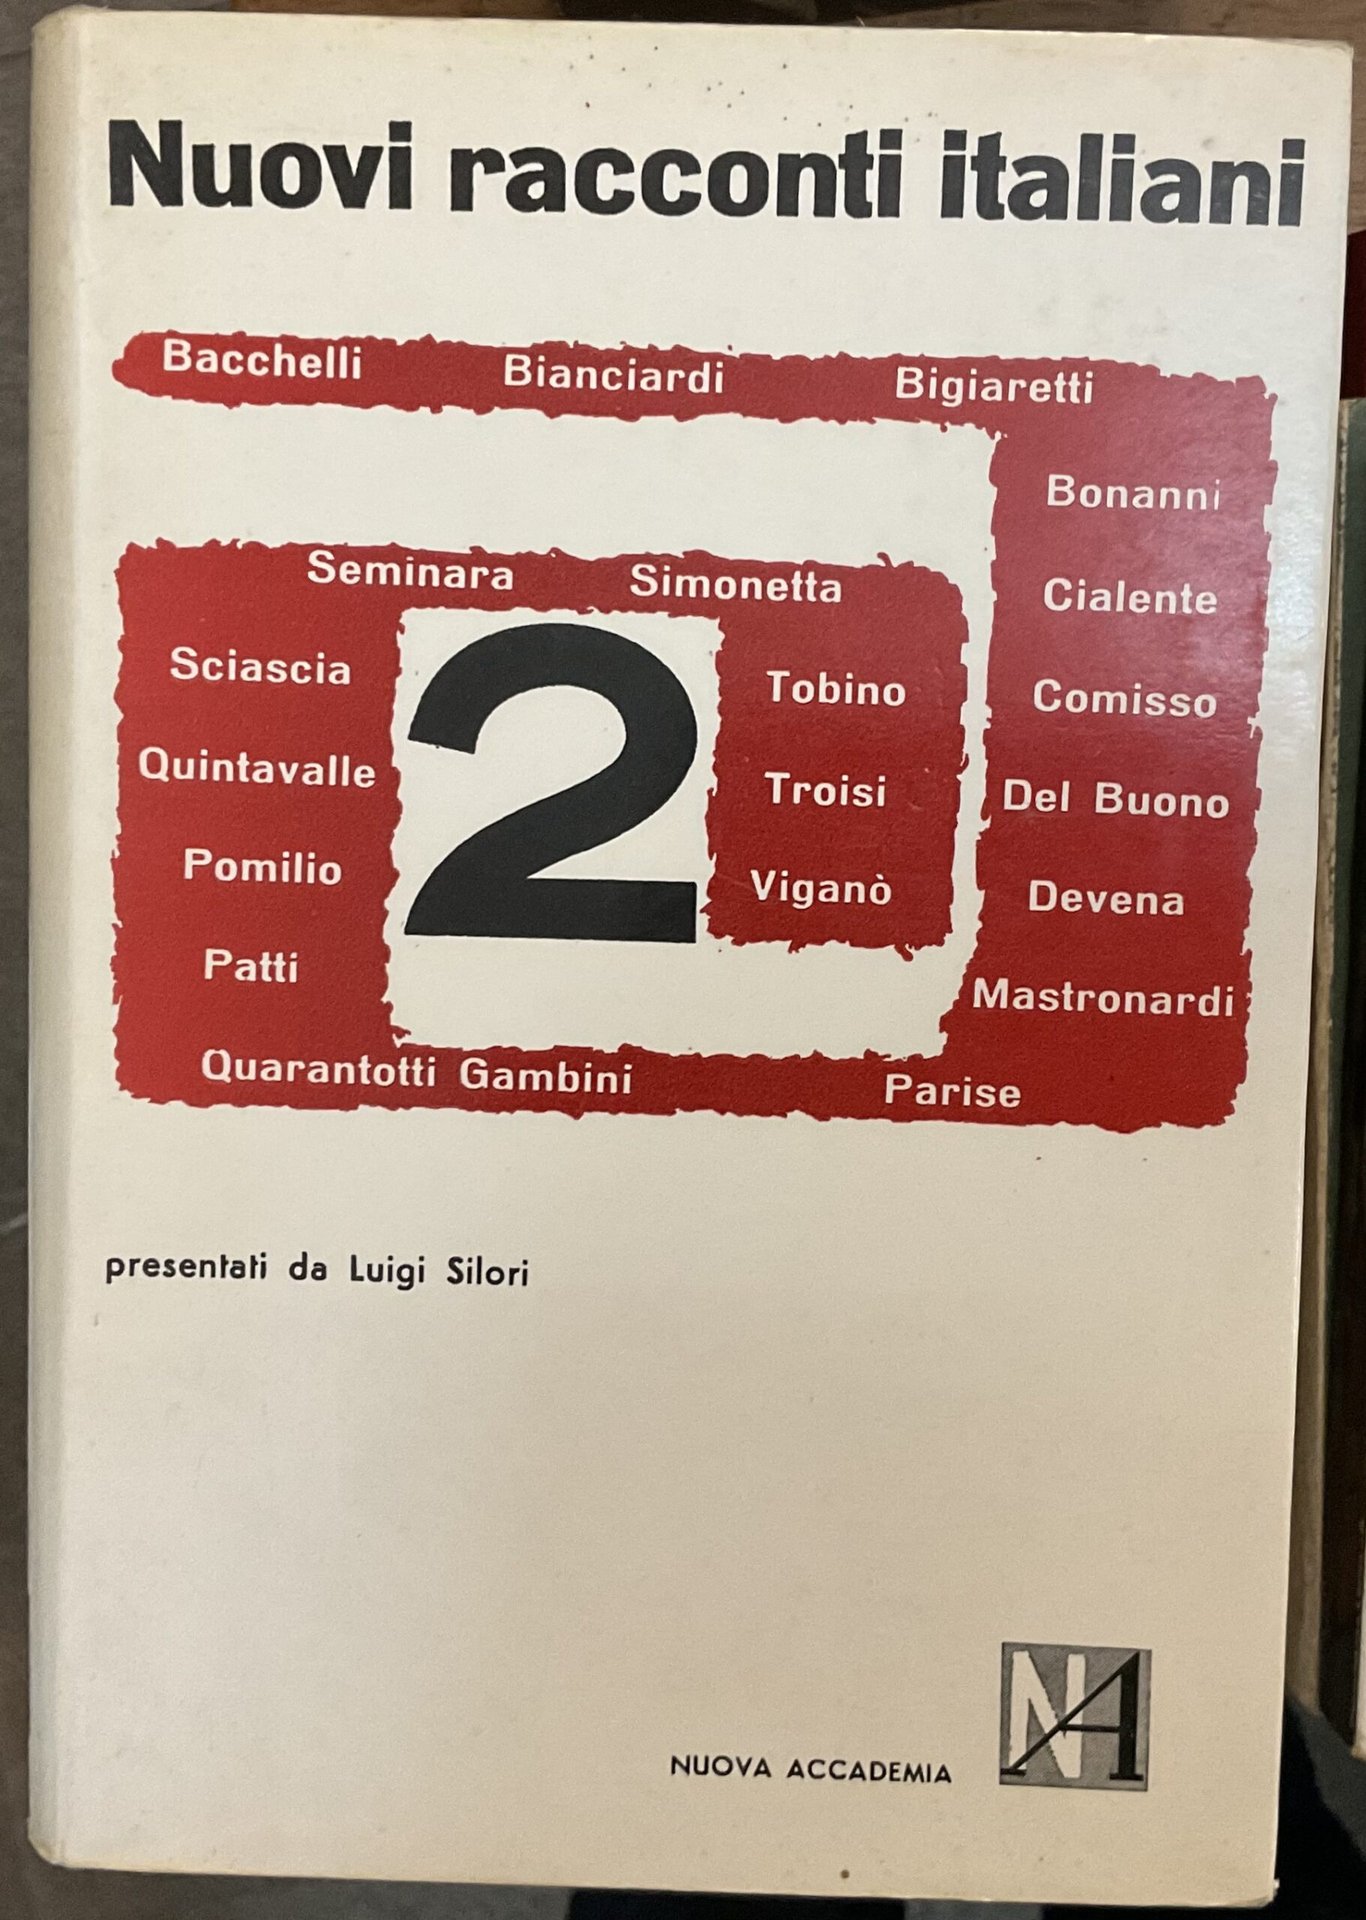 Nuovi racconti italiani
Bacchelli
Bianciardi
Bigiaretti
Bonanni
Cialente
Comisso
Del Buono
Devena
Mastronardi
Parise
Quarantotti Gambini
Patti
Pomilio
Quintavalle
Sciascia
Seminara
Simonetta
Tobino
Troisi
Viganò
2
presentati da Luigi Silori
NUOVA ACCADEMIA
NA